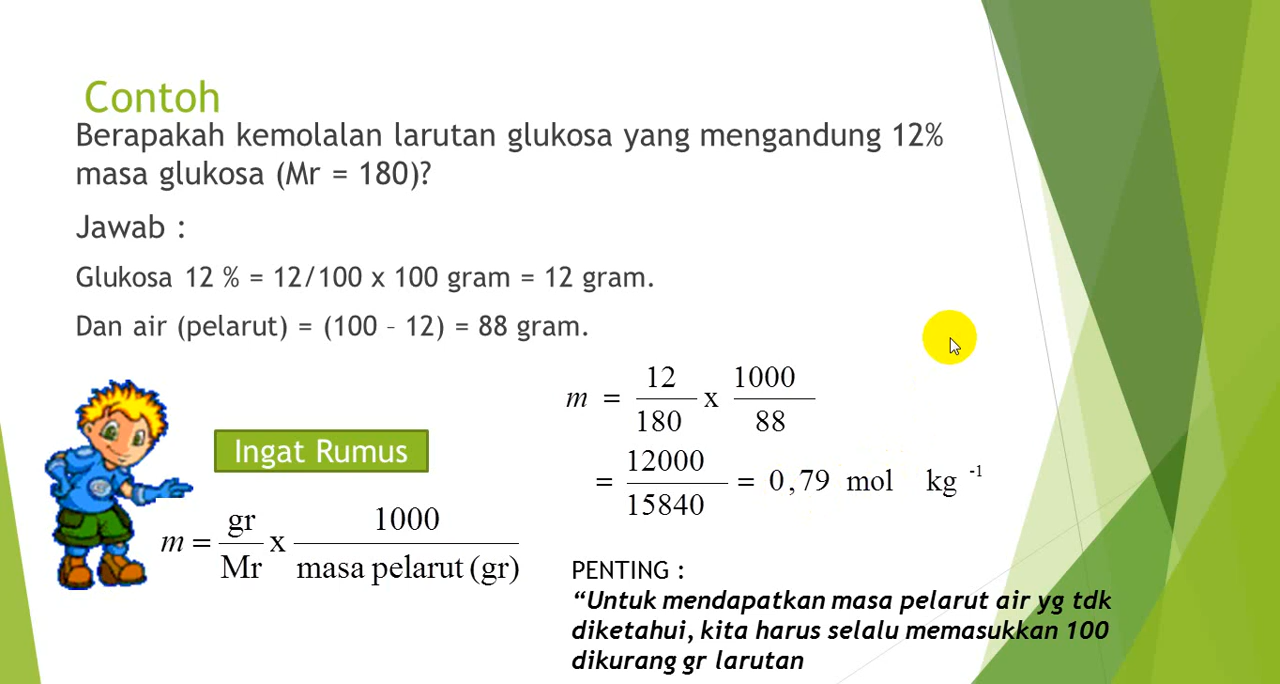 Contoh
Berapakah kemolalan larutan glukosa yang mengandung 12%
masa glukosa (Mr = 180)?
Jawab :
Glukosa 12 % = 12/100 x 100 gram = 12 gram.
Dan air (pelarut) = (100 – 12) = 88 gram.
m = 12/180 x 1000/88
= 12000/15840 = 0,79 mol kg⁻¹
Ingat Rumus
m = gr/Mr x 1000/masa pelarut (gr)
PENTING :
“Untuk mendapatkan masa pelarut air yg tdk
diketahui, kita harus selalu memasukkan 100
dikurang gr larutan